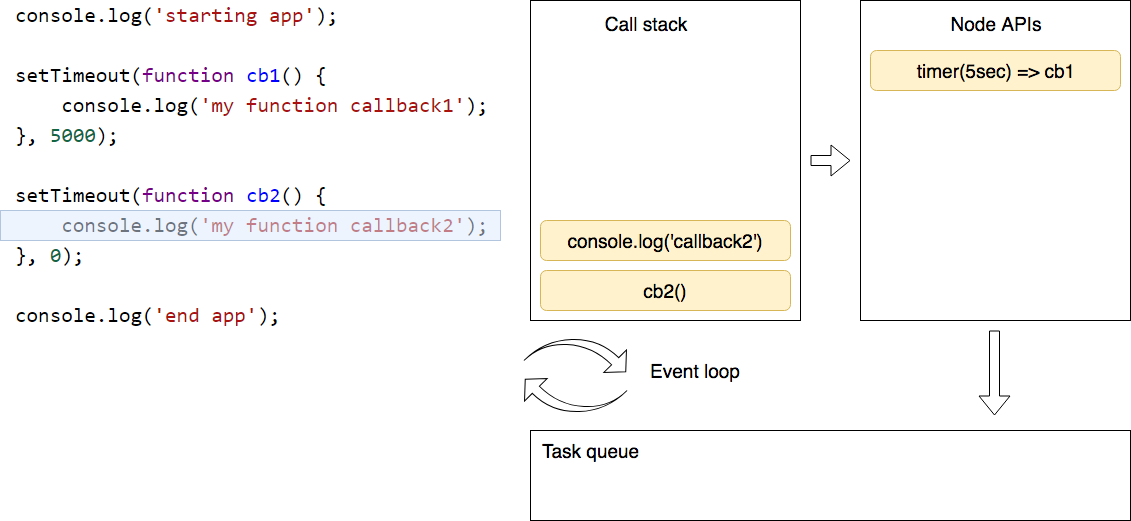 console.log('starting app');
setTimeout(function cb1() {
    console.log('my function callback1');
}, 5000);
setTimeout(function cb2() {
    console.log('my function callback2');
}, 0);
console.log('end app');
Call stack
console.log('callback2')
cb2()
Node APIs
timer(5sec) => cb1
Event loop
Task queue